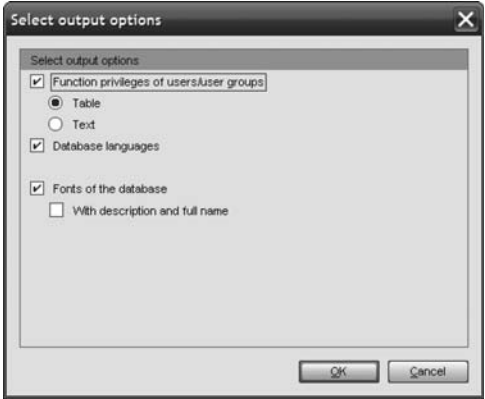 Select output options
Select output options
Function privileges of users/user groups
Table
Text
Database languages
Fonts of the database
With description and full name
OK
Cancel